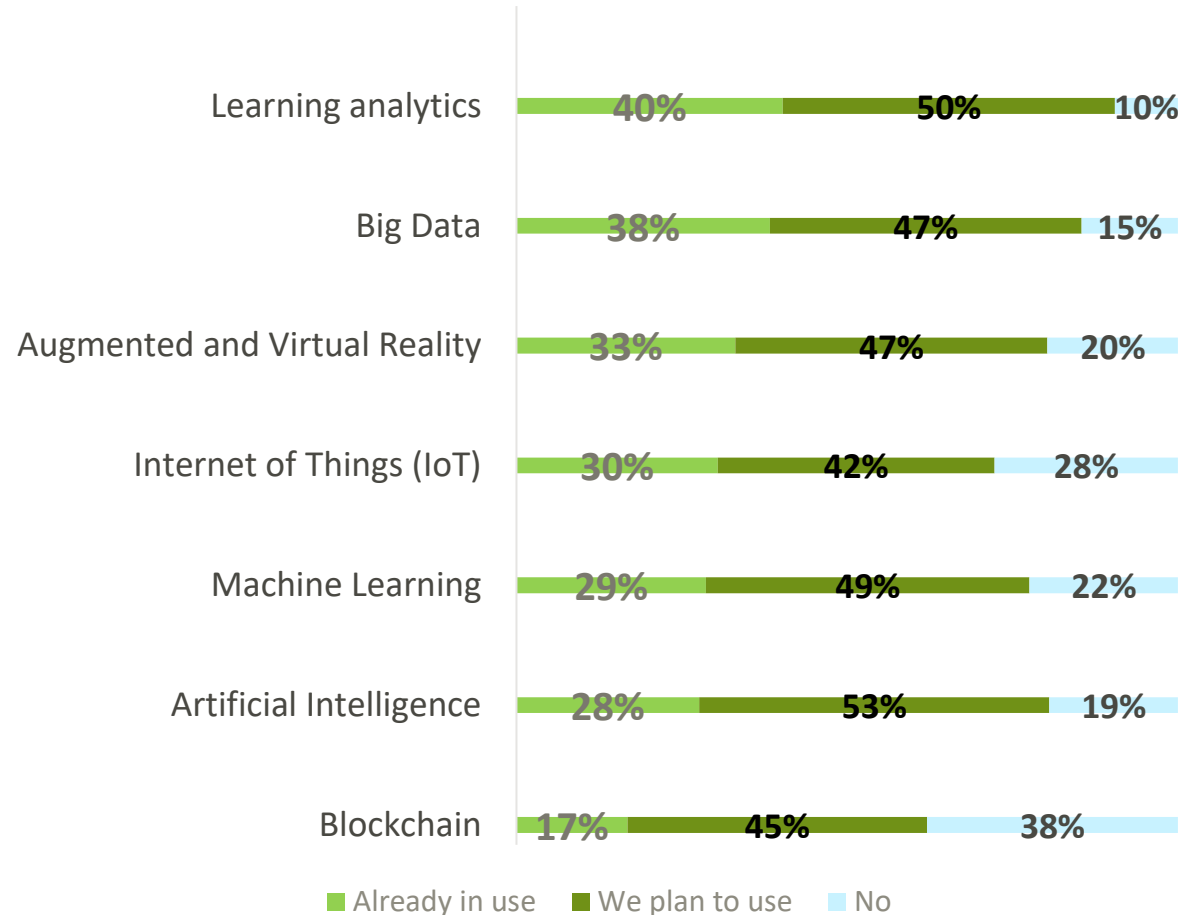 Learning analytics 40% 50% 10%
Big Data 38% 47% 15%
Augmented and Virtual Reality 33% 47% 20%
Internet of Things (IoT) 30% 42% 28%
Machine Learning 29% 49% 22%
Artificial Intelligence 28% 53% 19%
Blockchain 17% 45% 38%
Already in use We plan to use No